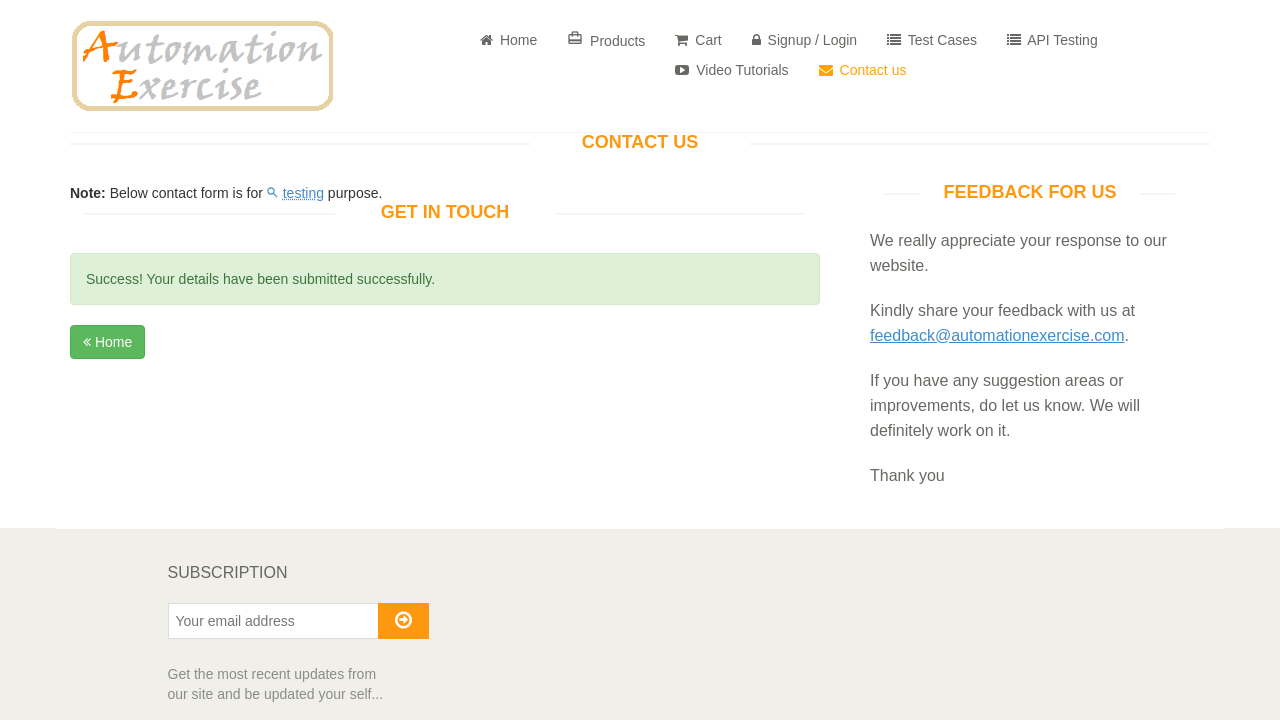 Automation
Exercise
Home
Products
Cart
Signup / Login
Test Cases
API Testing
Video Tutorials
Contact us
CONTACT US
Note: Below contact form is for testing purpose.
GET IN TOUCH
Success! Your details have been submitted successfully.
Home
FEEDBACK FOR US
We really appreciate your response to our
website.
Kindly share your feedback with us at
feedback@automationexercise.com.
If you have any suggestion areas or
improvements, do let us know. We will
definitely work on it.
Thank you
SUBSCRIPTION
Your email address
Get the most recent updates from
our site and be updated your self...